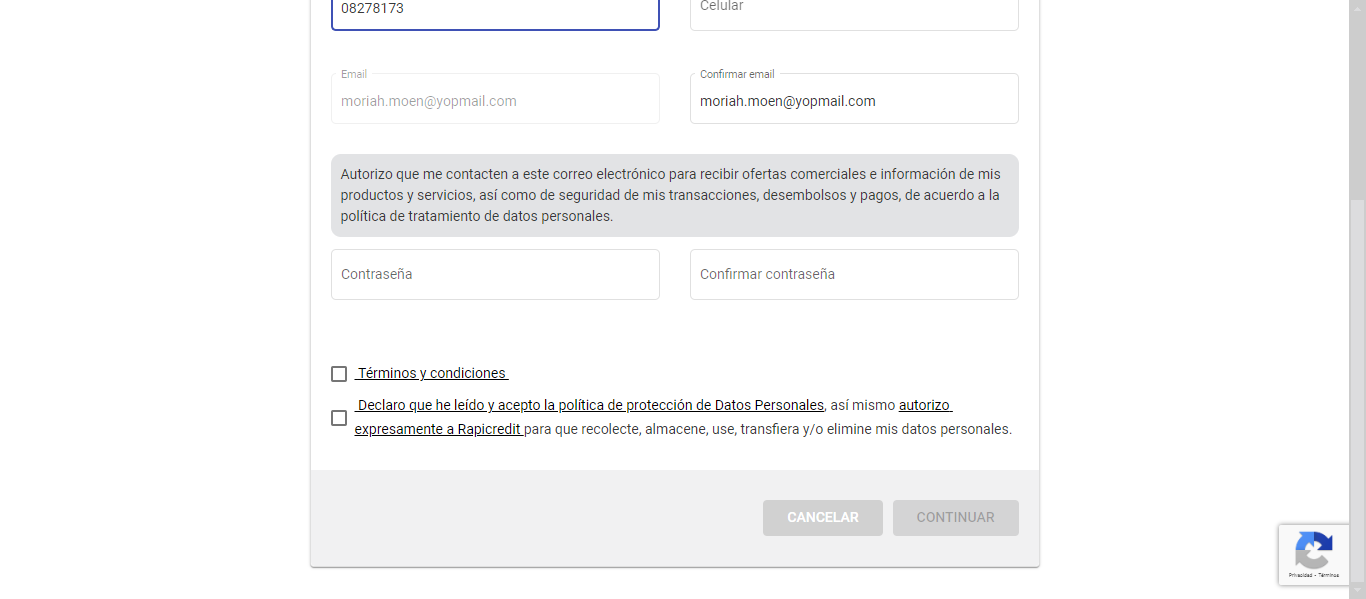 08278173
Celular
Email
Confirmar email
moriah.moen@yopmail.com
moriah.moen@yopmail.com
Autorizo que me contacten a este correo electrónico para recibir ofertas comerciales e información de mis
productos y servicios, así como de seguridad de mis transacciones, desembolsos y pagos, de acuerdo a la
política de tratamiento de datos personales.
Contraseña
Confirmar contraseña
Términos y condiciones
Declaro que he leído y acepto la política de protección de Datos Personales, así mismo autorizo
expresamente a Rapicredit para que recolecte, almacene, use, transfiera y/o elimine mis datos personales.
CANCELAR
CONTINUAR
Privacidad - Términos